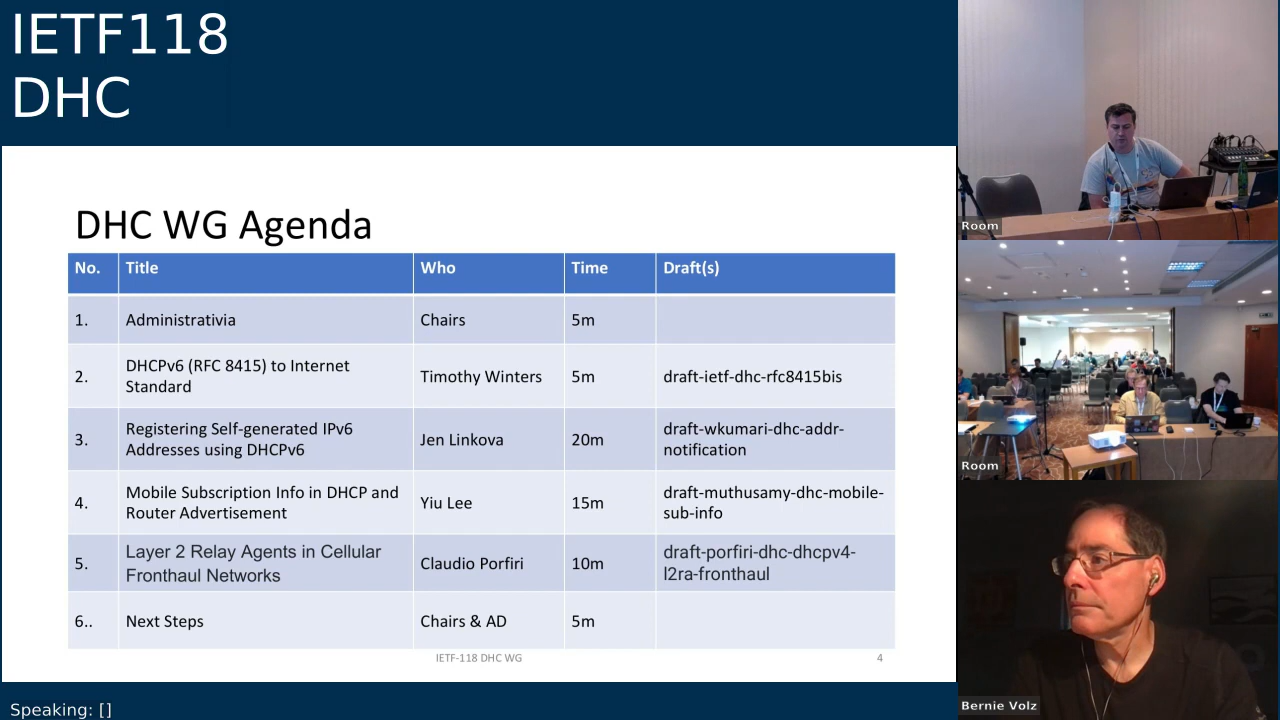 IETF118
DHC
DHC WG Agenda
No. Title Who Time Draft(s)
1. Administrativia Chairs 5m
2. DHCPv6 (RFC 8415) to Internet
Standard Timothy Winters 5m draft-ietf-dhc-rfc8415bis
3. Registering Self-generated IPv6
Addresses using DHCPv6 Jen Linkova 20m draft-wkumari-dhc-addr-
notification
4. Mobile Subscription Info in DHCP and
Router Advertisement Yiu Lee 15m draft-muthusamy-dhc-mobile-
sub-info
5. Layer 2 Relay Agents in Cellular
Fronthaul Networks Claudio Porfiri 10m draft-porfiri-dhc-dhcpv4-
l2ra-fronthaul
6.. Next Steps Chairs & AD 5m
IETF-118 DHC WG 4
Speaking: []
Room
Room
Bernie Volz